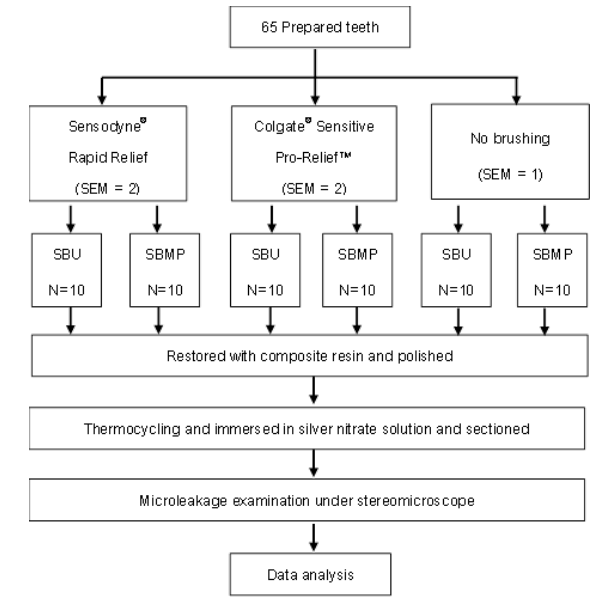 65 Prepared teeth
Sensodyne®
Rapid Relief
(SEM = 2)
Colgate® Sensitive
Pro-Relief™
(SEM = 2)
No brushing
(SEM = 1)
SBU
N=10
SBMP
N=10
SBU
N=10
SBMP
N=10
SBU
N=10
SBMP
N=10
Restored with composite resin and polished
Thermocycling and immersed in silver nitrate solution and sectioned
Microleakage examination under stereomicroscope
Data analysis